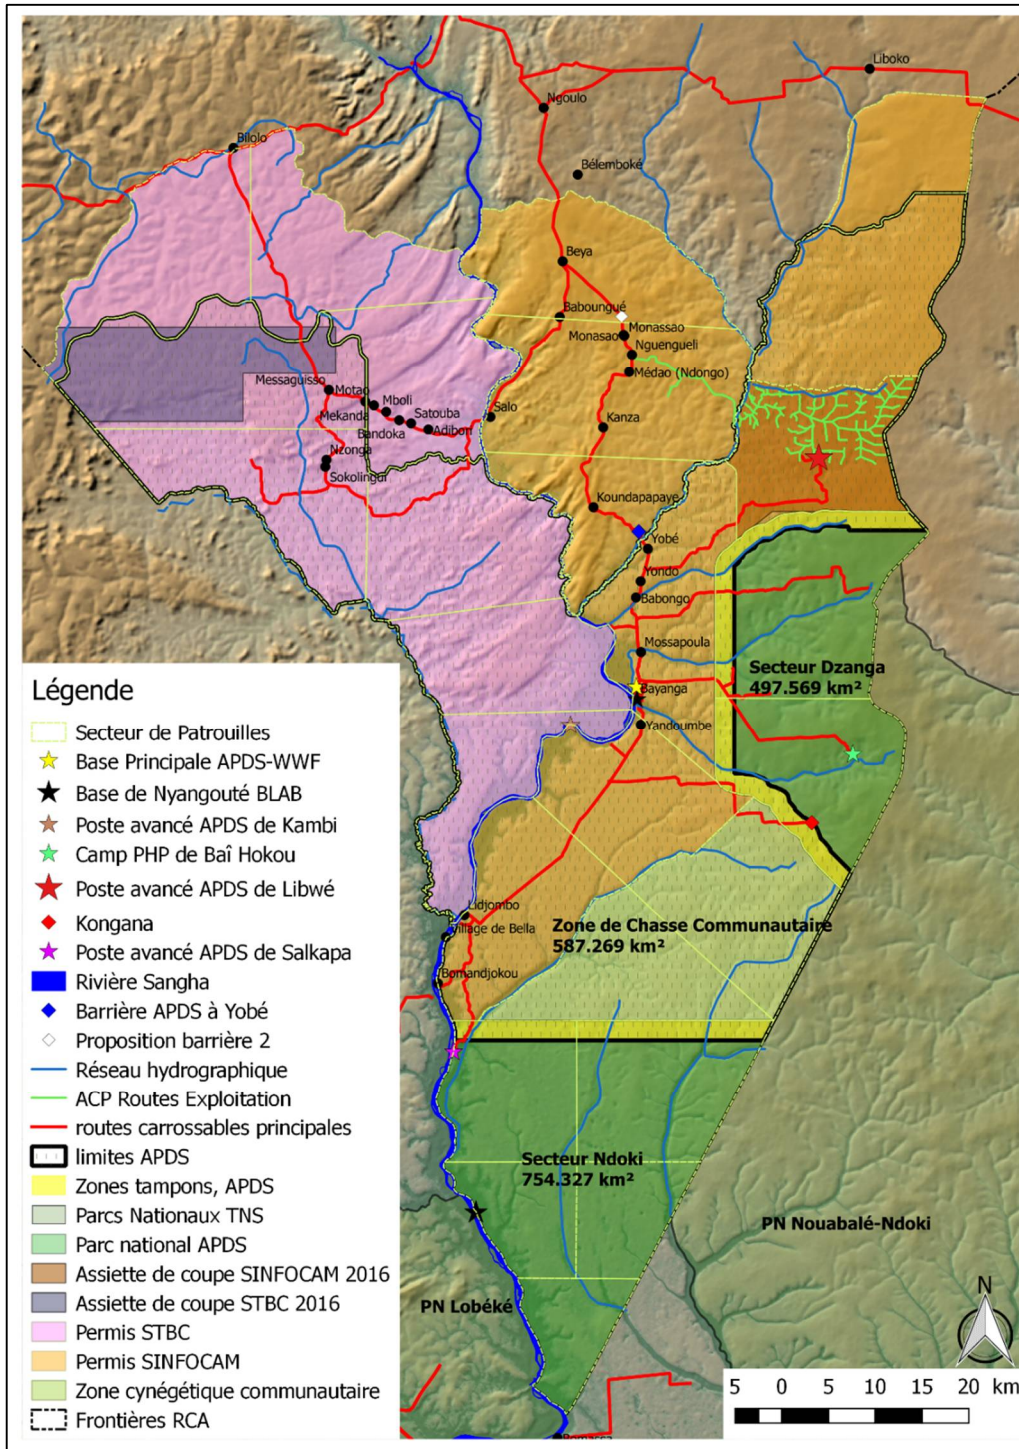 Liboko
Ngoulo
Bilolo
Bélemboké
Beya
Baboungué
Monassao
Monasao
Nguengueli
Médao (Ndongo)
Messaguisso
Motao
Mboli
Mekanda
Satouba
Salo
Bandoka
Adibon
Kanza
Nzonga
Sokolingui
Koundapapaye
Yobé
Yondo
Babongo
Mossapoula
Secteur Dzanga
497.569 km²
Bayanga
Yandoumbe
Lidjombo
Village de Bella
Zone de Chasse Communautaire
587.269 km²
Bomandjokou
Secteur Ndoki
754.327 km²
PN Nouabalé-Ndoki
PN Lobéké
Bomassa
Légende
Secteur de Patrouilles
Base Principale APDS-WWF
Base de Nyangouté BLAB
Poste avancé APDS de Kambi
Camp PHP de Baî Hokou
Poste avancé APDS de Libwé
Kongana
Poste avancé APDS de Salkapa
Rivière Sangha
Barrière APDS à Yobé
Proposition barrière 2
Réseau hydrographique
ACP Routes Exploitation
routes carrossables principales
limites APDS
Zones tampons, APDS
Parcs Nationaux TNS
Parc national APDS
Assiette de coupe SINFOCAM 2016
Assiette de coupe STBC 2016
Permis STBC
Permis SINFOCAM
Zone cynégétique communautaire
Frontières RCA
N
5 0 5 10 15 20 km